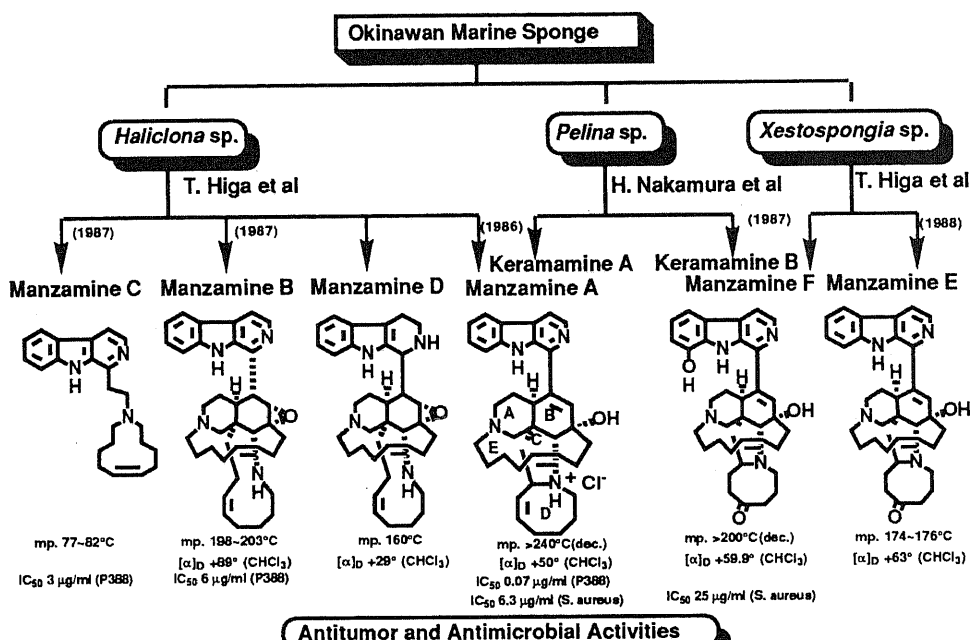 Okinawan Marine Sponge
Haliclona sp.
Pelina sp.
Xestospongia sp.
T. Higa et al
H. Nakamura et al
T. Higa et al
(1987)
(1987)
(1986)
(1987)
(1988)
Keramamine A
Keramamine B
Manzamine C
Manzamine B
Manzamine D
Manzamine A
Manzamine F
Manzamine E
N
N
H
N
N
N
H
H
N
O
N
H
NH
N
H
H
N
O
N
H
N
N
H
H
A
B
C
D
E
N
OH
N
H
+ Cl-
N
N
H
O
H
H
N
OH
N
O
N
N
H
H
N
OH
N
O
mp. 77~82°C
mp. 198~203°C
mp. 160°C
mp. >240°C(dec.)
mp. >200°C(dec.)
mp. 174~176°C
[α]D +89° (CHCl3)
[α]D +29° (CHCl3)
[α]D +50° (CHCl3)
[α]D +59.9° (CHCl3)
[α]D +63° (CHCl3)
IC50 3 μg/ml (P388)
IC50 6 μg/ml (P388)
IC50 0.07 μg/ml (P388)
IC50 6.3 μg/ml (S. aureus)
IC50 25 μg/ml (S. aureus)
Antitumor and Antimicrobial Activities